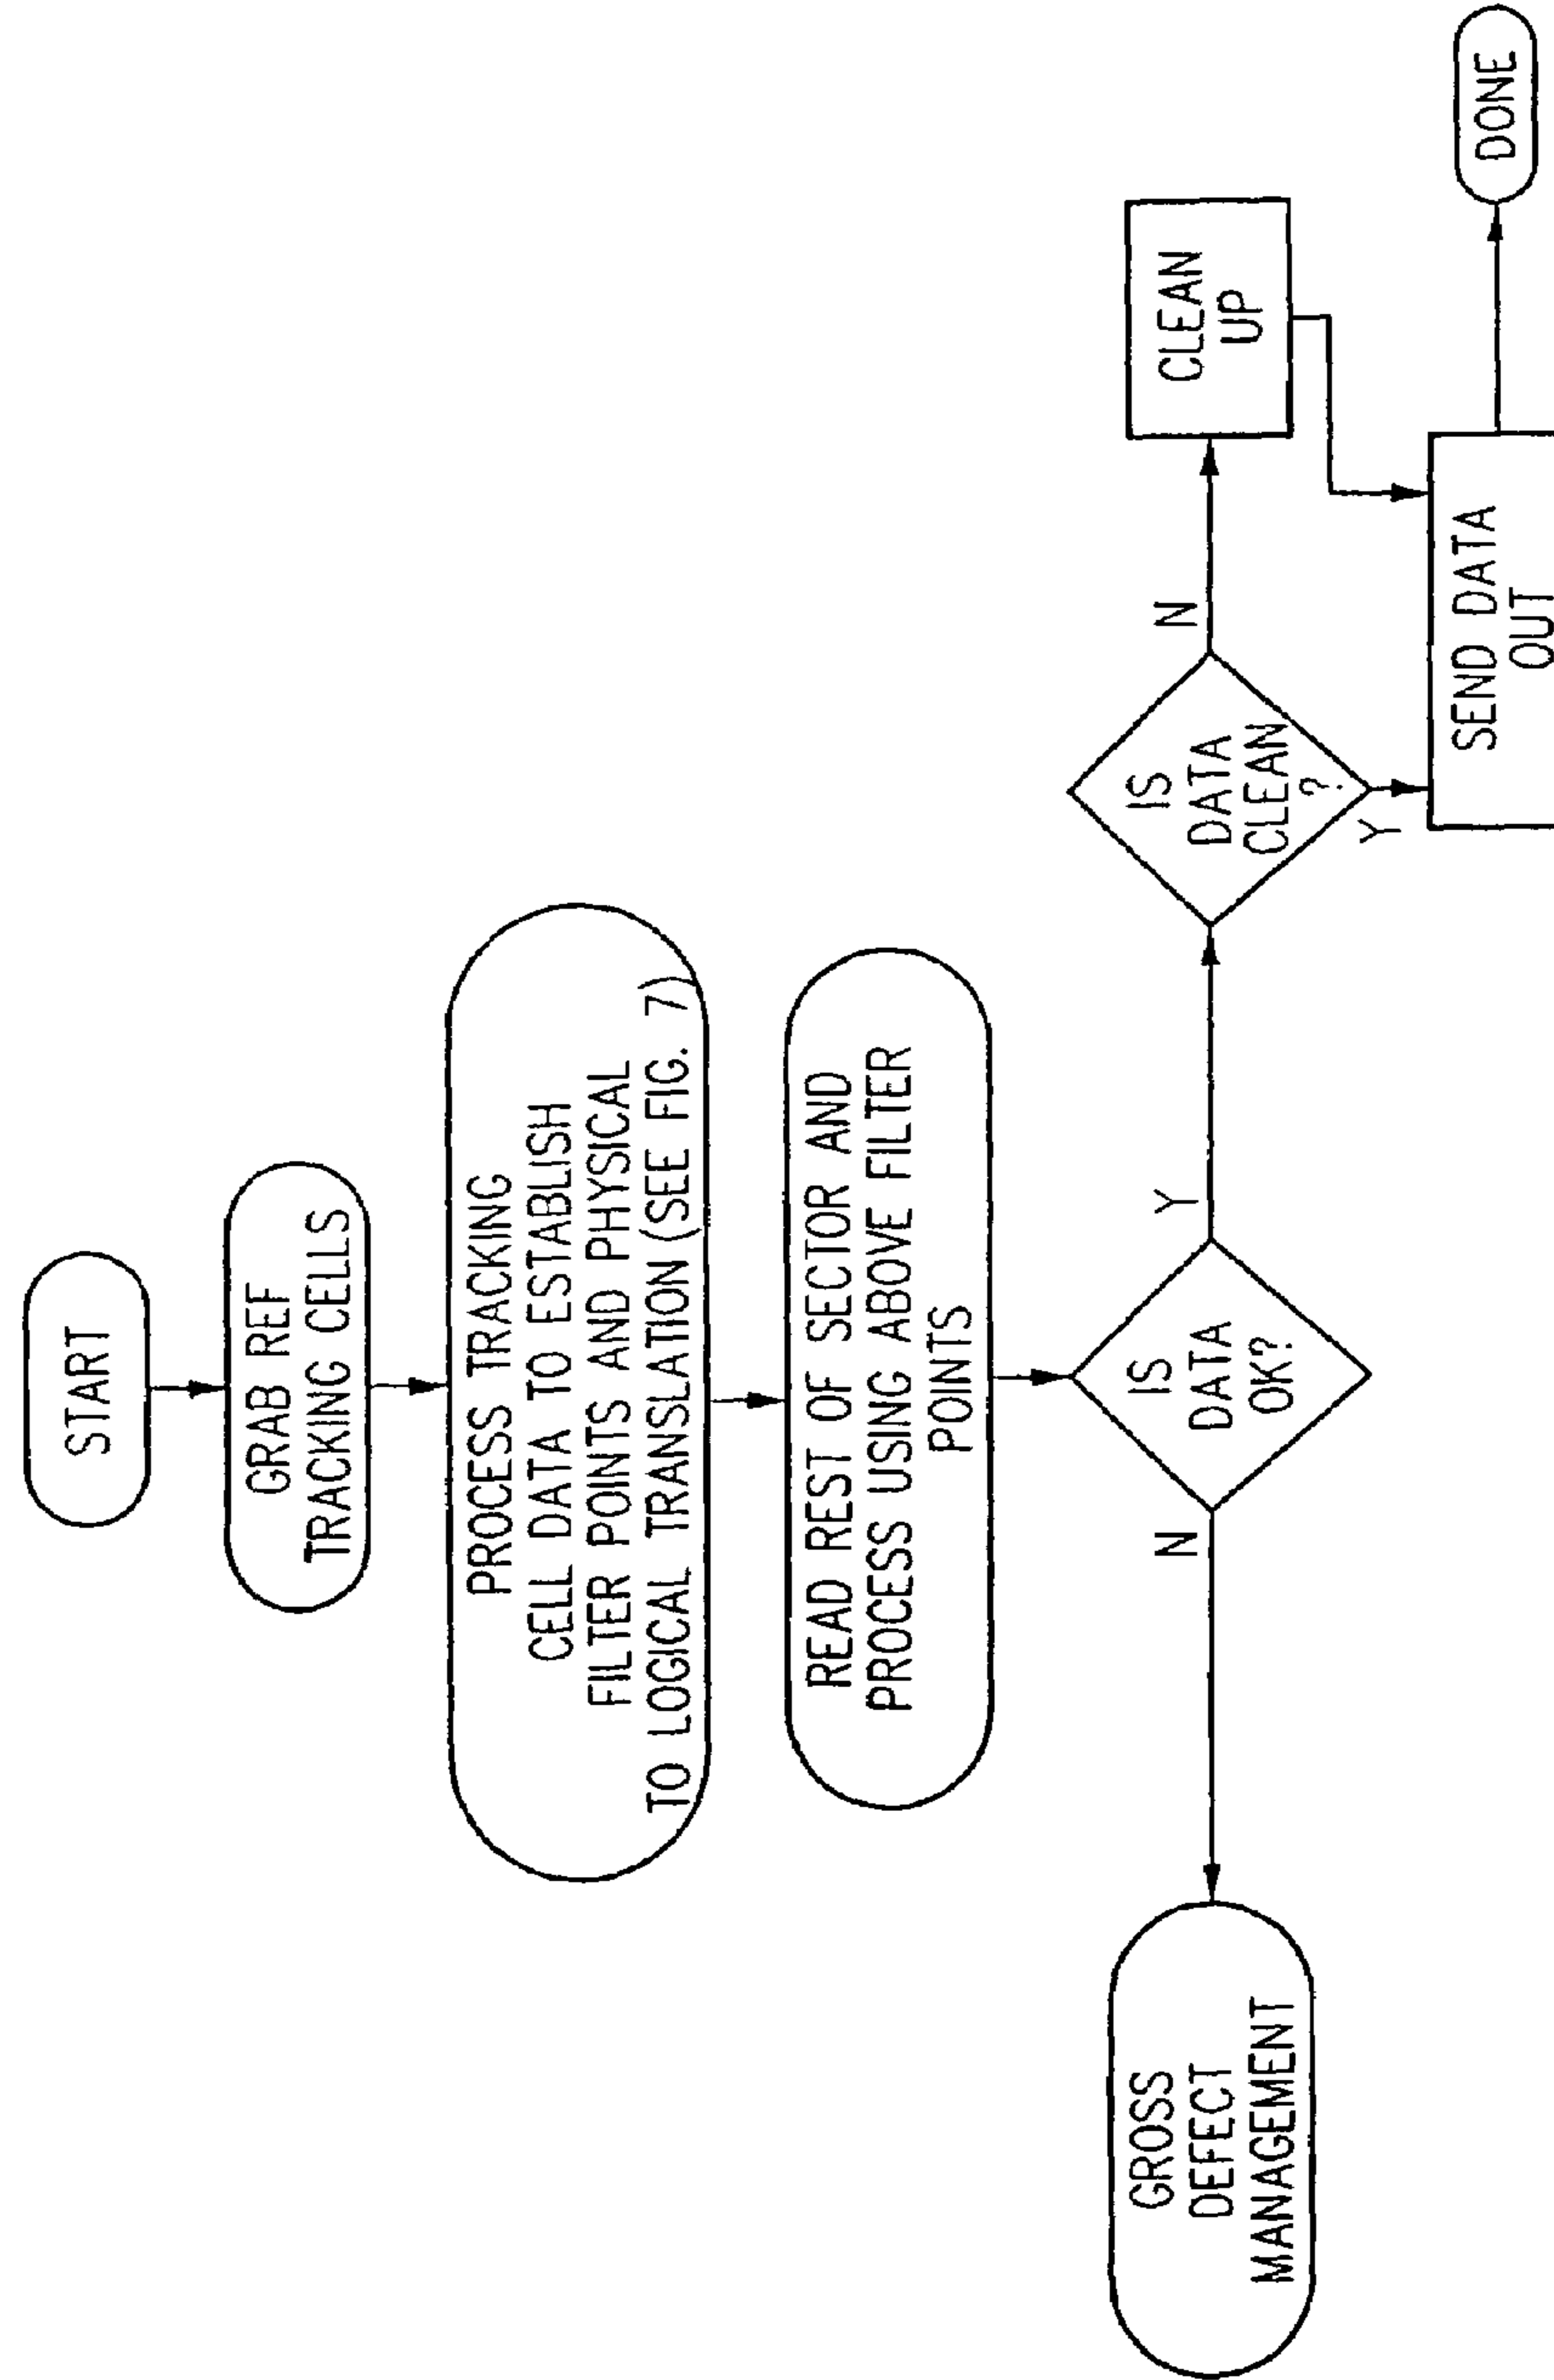 START
GRAB REF
TRACKING CELLS
PROCESS TRACKING
CELL DATA TO ESTABLISH
FILTER POINTS AND PHYSICAL
TO LOGICAL TRANSLATION (SEE FIG. 7)
READ REST OF SECTOR AND
PROCESS USING ABOVE FILTER
POINTS
IS
DATA
OK?
N
Y
GROSS
DEFECT
MANAGEMENT
IS
DATA
CLEAN
?
N
Y
CLEAN
UP
SEND DATA
OUT
DONE